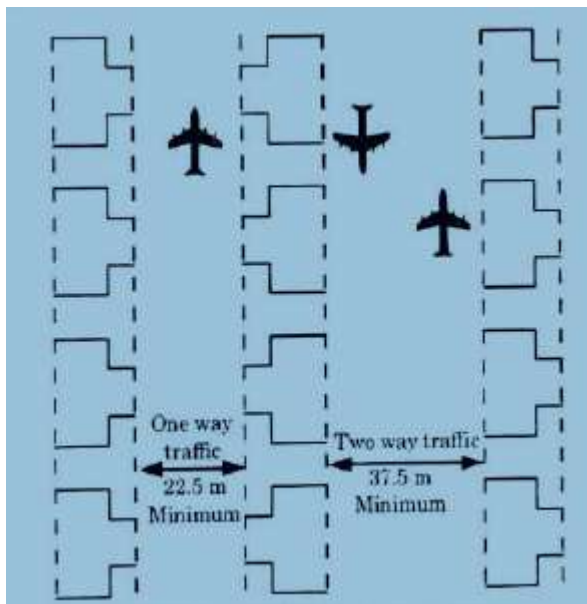 One way
traffic
22.5 m
Minimum
Two way traffic
37.5 m
Minimum